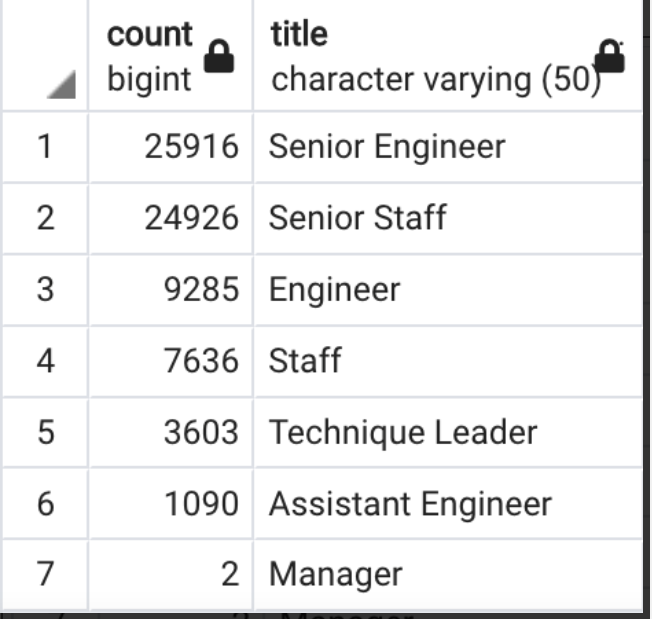 count title
bigint character varying (50)
1 25916 Senior Engineer
2 24926 Senior Staff
3 9285 Engineer
4 7636 Staff
5 3603 Technique Leader
6 1090 Assistant Engineer
7 2 Manager